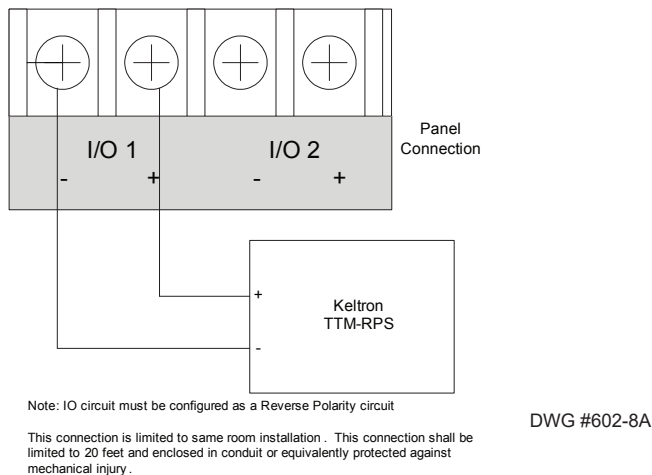 I/O 1 I/O 2
- + - +
Panel
Connection
+
Keltron
TTM-RPS
-
Note: IO circuit must be configured as a Reverse Polarity circuit
This connection is limited to same room installation . This connection shall be
limited to 20 feet and enclosed in conduit or equivalently protected against
mechanical injury .
DWG #602-8A